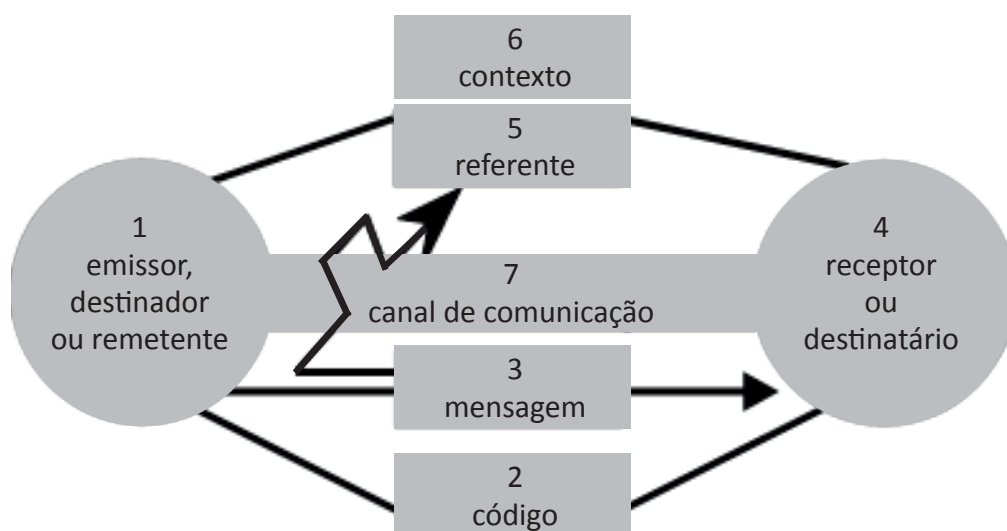 6
contexto
5
referente
1
emissor,
destinador
ou remetente
4
receptor
ou
destinatário
7
canal de comunicação
3
mensagem
2
código